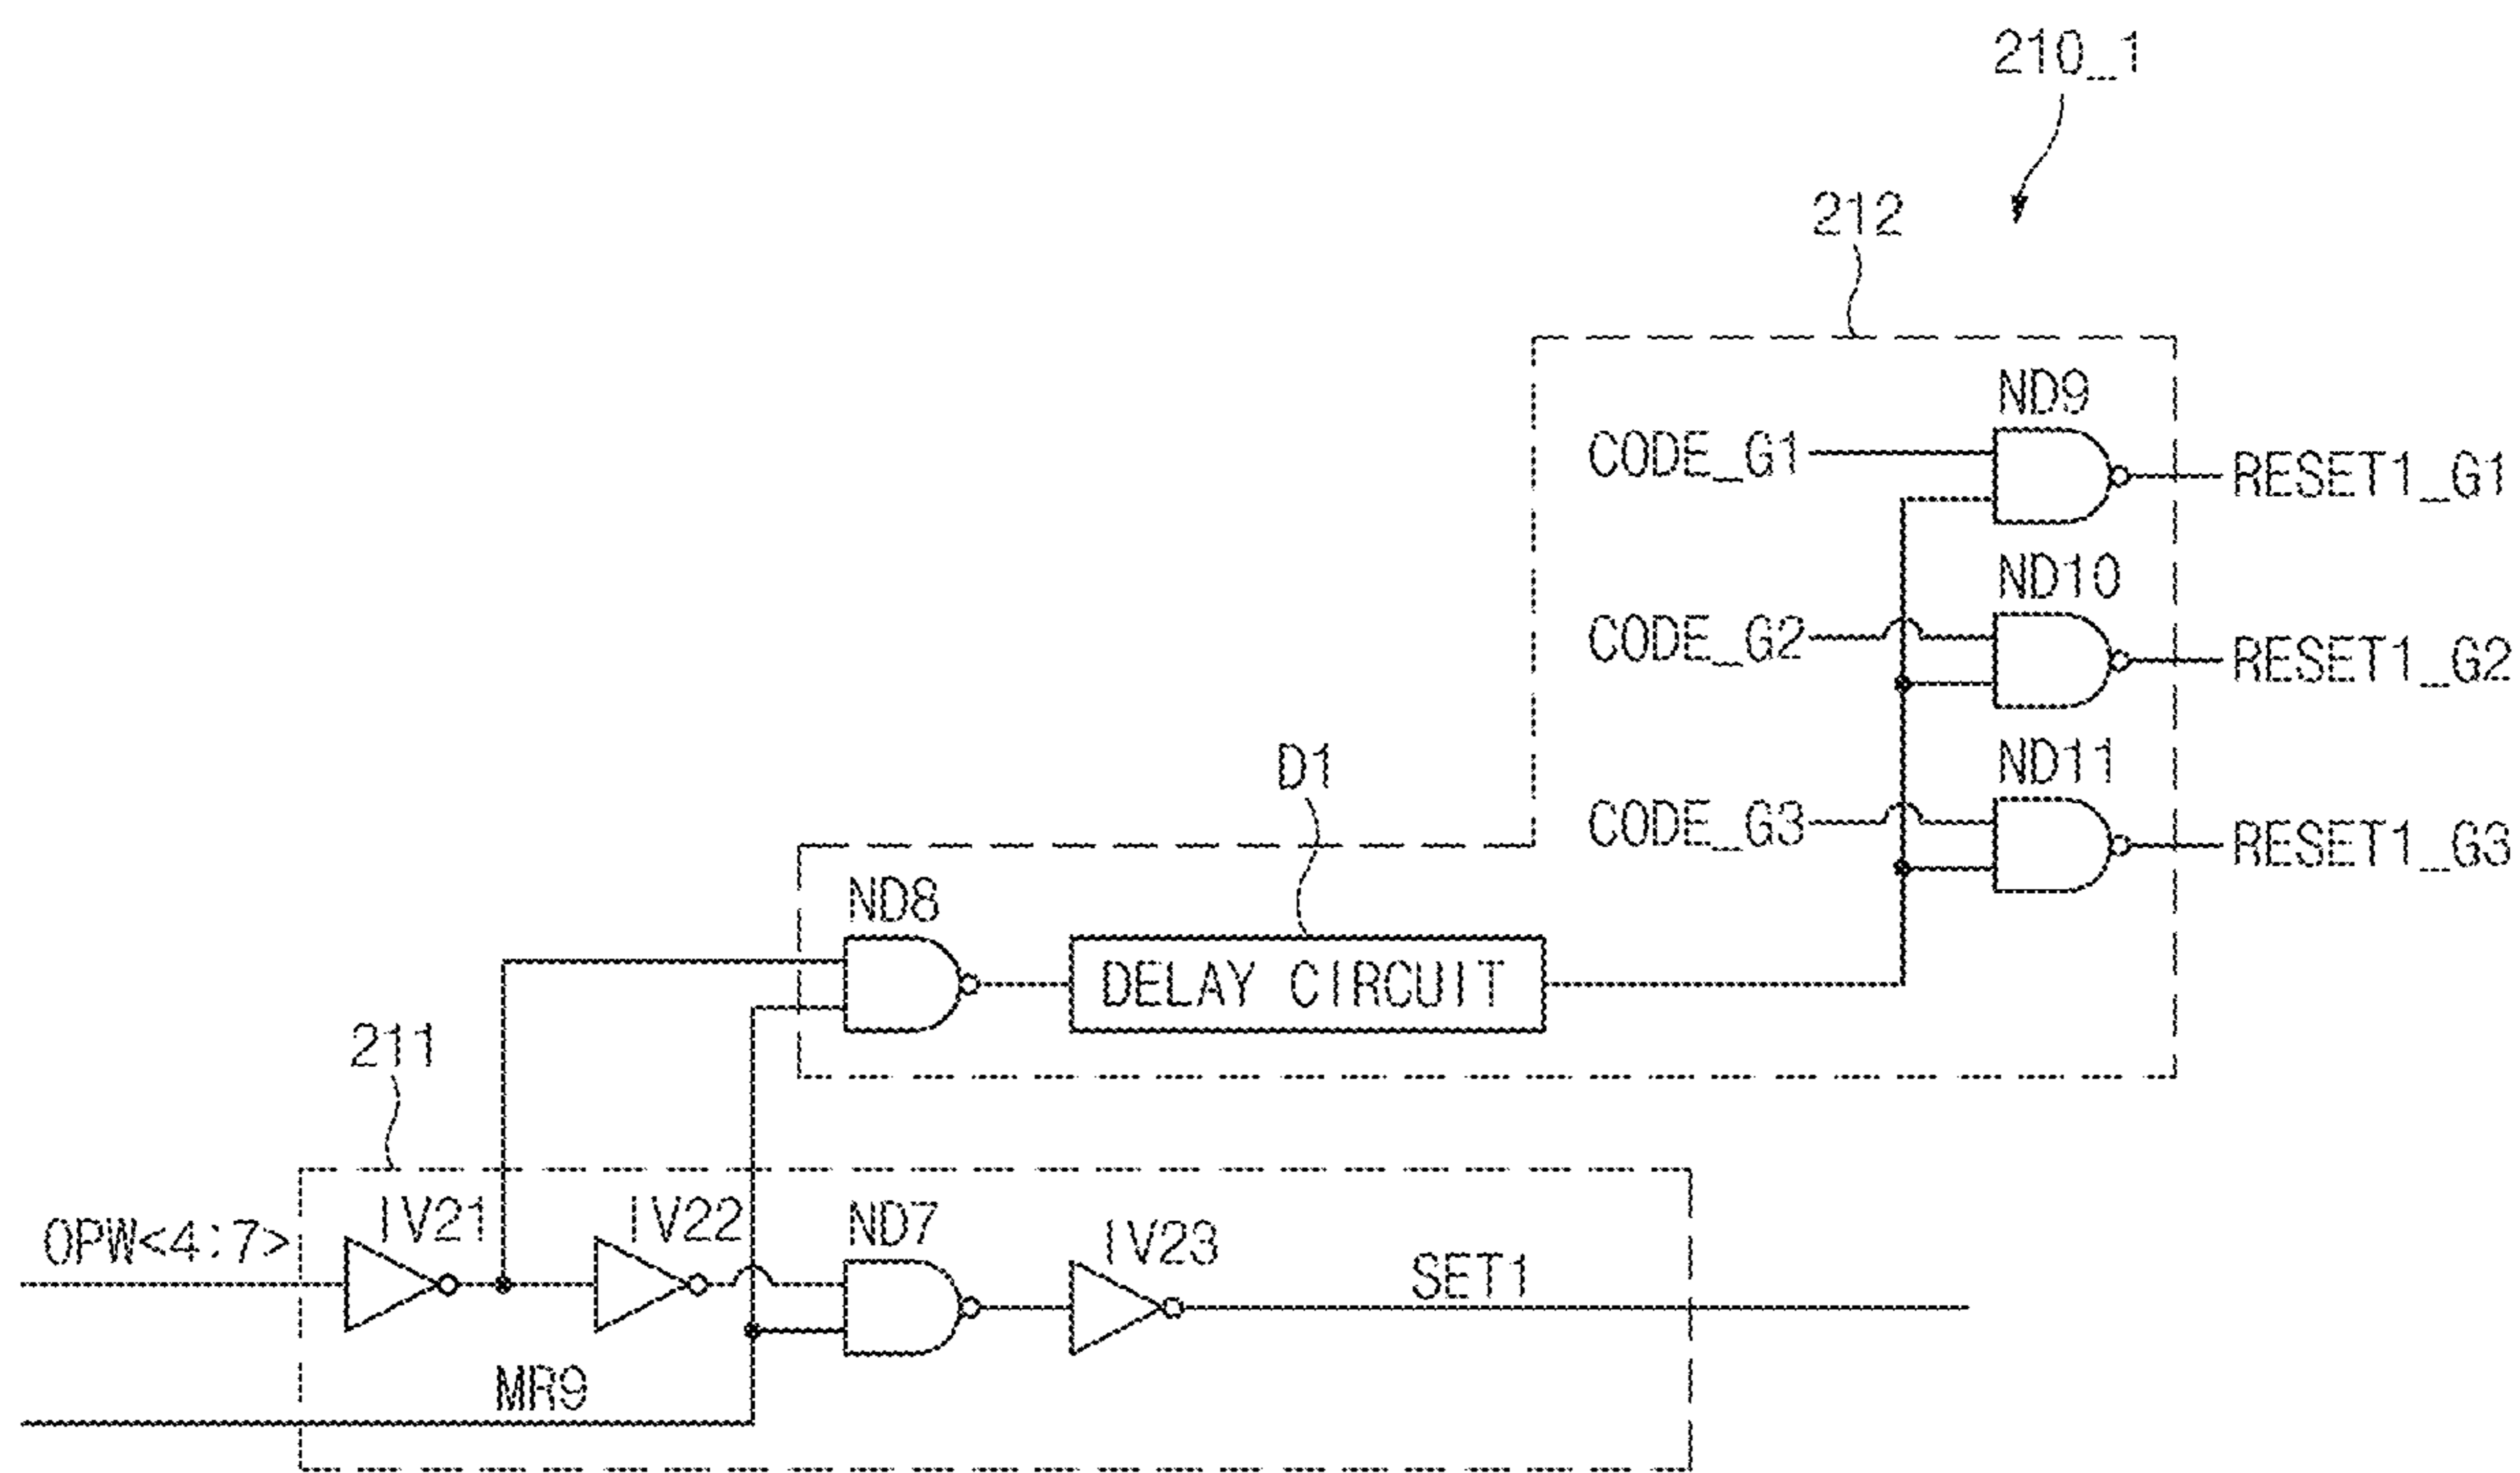 210_1
212
ND9
CODE_G1
RESET1_G1
ND10
CODE_G2
RESET1_G2
D1
ND11
CODE_G3
RESET1_G3
ND8
DELAY CIRCUIT
211
OPW<4:7>
IV21
IV22
ND7
IV23
SET1
MR9